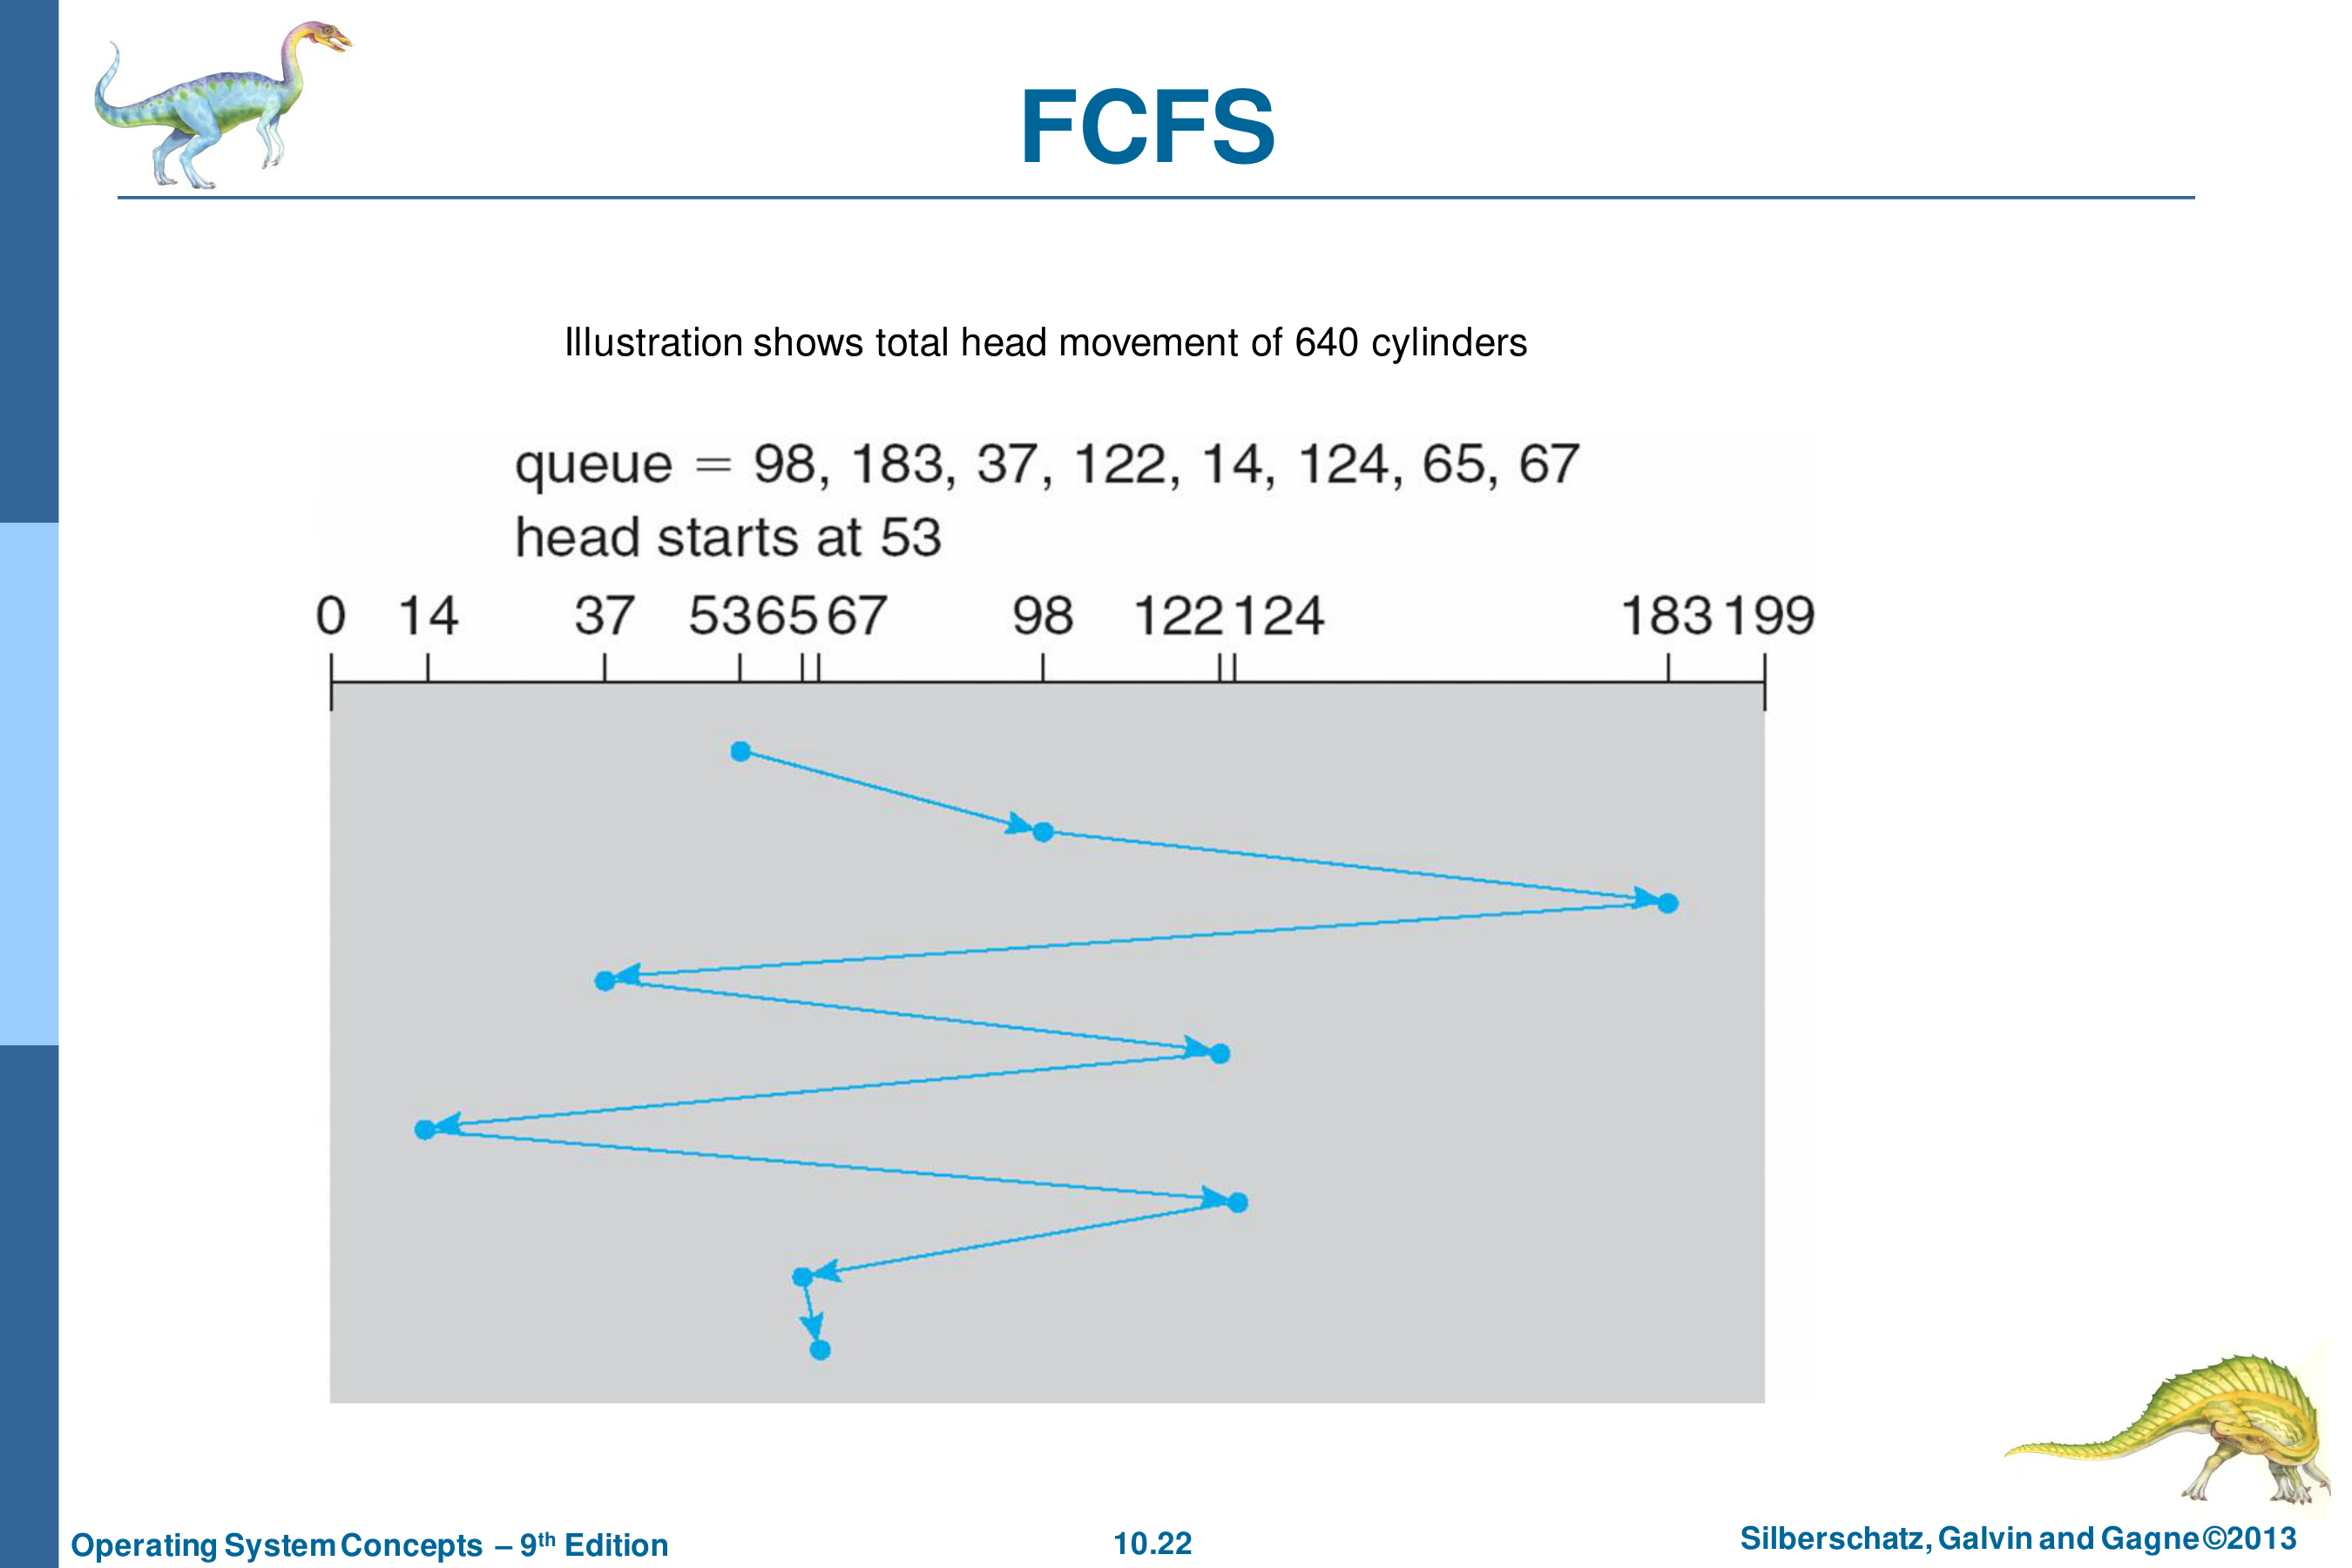 FCFS
Illustration shows total head movement of 640 cylinders
queue = 98, 183, 37, 122, 14, 124, 65, 67
head starts at 53
0 14 37 53 65 67 98 122 124 183 199
Operating System Concepts – 9th Edition
10.22
Silberschatz, Galvin and Gagne ©2013